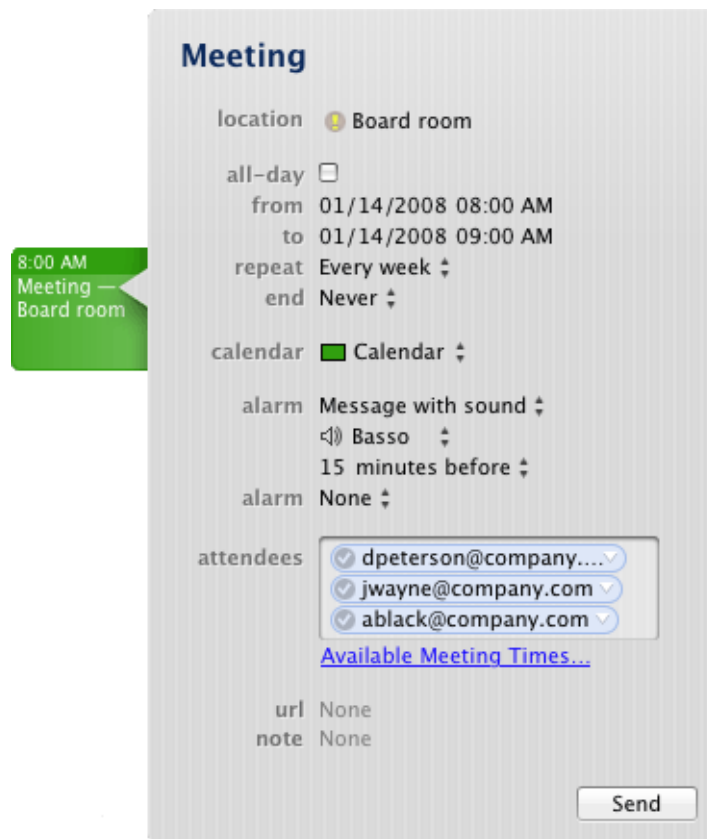 Meeting
location Board room
all-day
from 01/14/2008 08:00 AM
to 01/14/2008 09:00 AM
repeat Every week
end Never
8:00 AM
Meeting —
Board room
calendar Calendar
alarm Message with sound
Basso
15 minutes before
alarm None
attendees dpeterson@company....
jwayne@company.com
ablack@company.com
Available Meeting Times...
url None
note None
Send